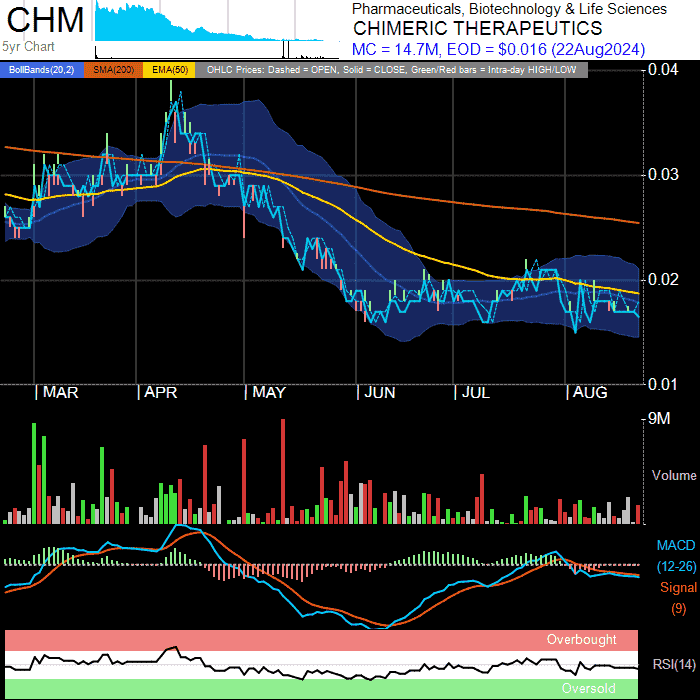 CHM
5yr Chart
Pharmaceuticals, Biotechnology & Life Sciences
CHIMERIC THERAPEUTICS
MC = 14.7M, EOD = $0.016 (22Aug2024)
BollBands(20,2) SMA(200) EMA(50) OHLC Prices: Dashed = OPEN, Solid = CLOSE, Green/Red bars = Intra-day HIGH/LOW
0.04
0.03
0.02
0.01
MAR APR MAY JUN JUL AUG
9M
Volume
MACD
(12-26)
Signal
(9)
Overbought
RSI(14)
Oversold